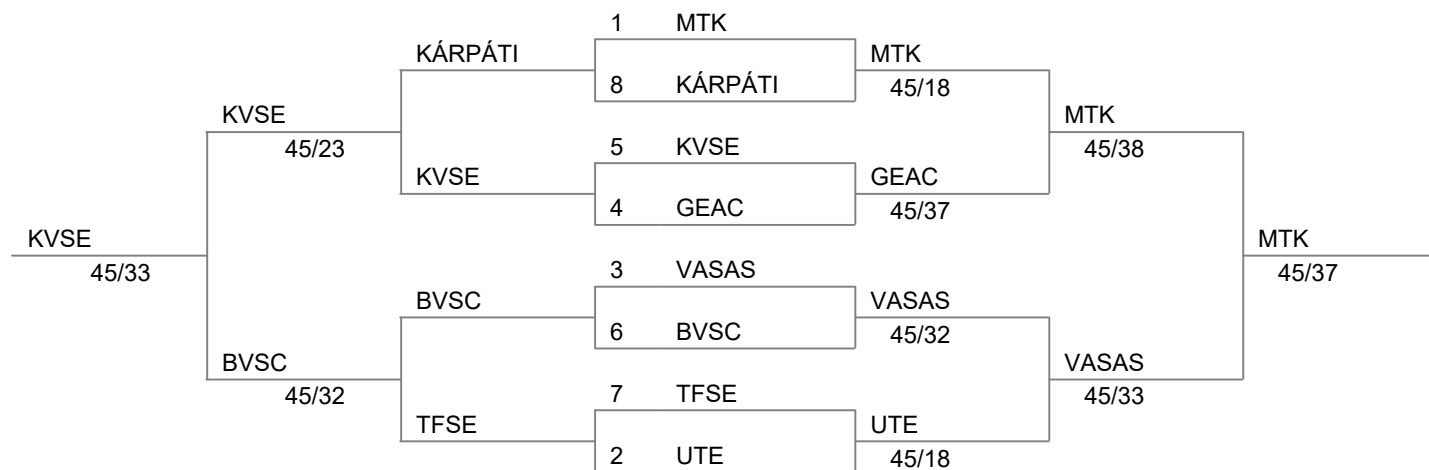 1 MTK
KÁRPÁTI MTK
8 KÁRPÁTI 45/18
KVSE MTK
45/23 5 KVSE 45/38
KVSE GEAC
4 GEAC 45/37
KVSE MTK
45/33 3 VASAS 45/37
BVSC VASAS
6 BVSC 45/32
BVSC VASAS
45/32 7 TFSE 45/33
TFSE UTE
2 UTE 45/18